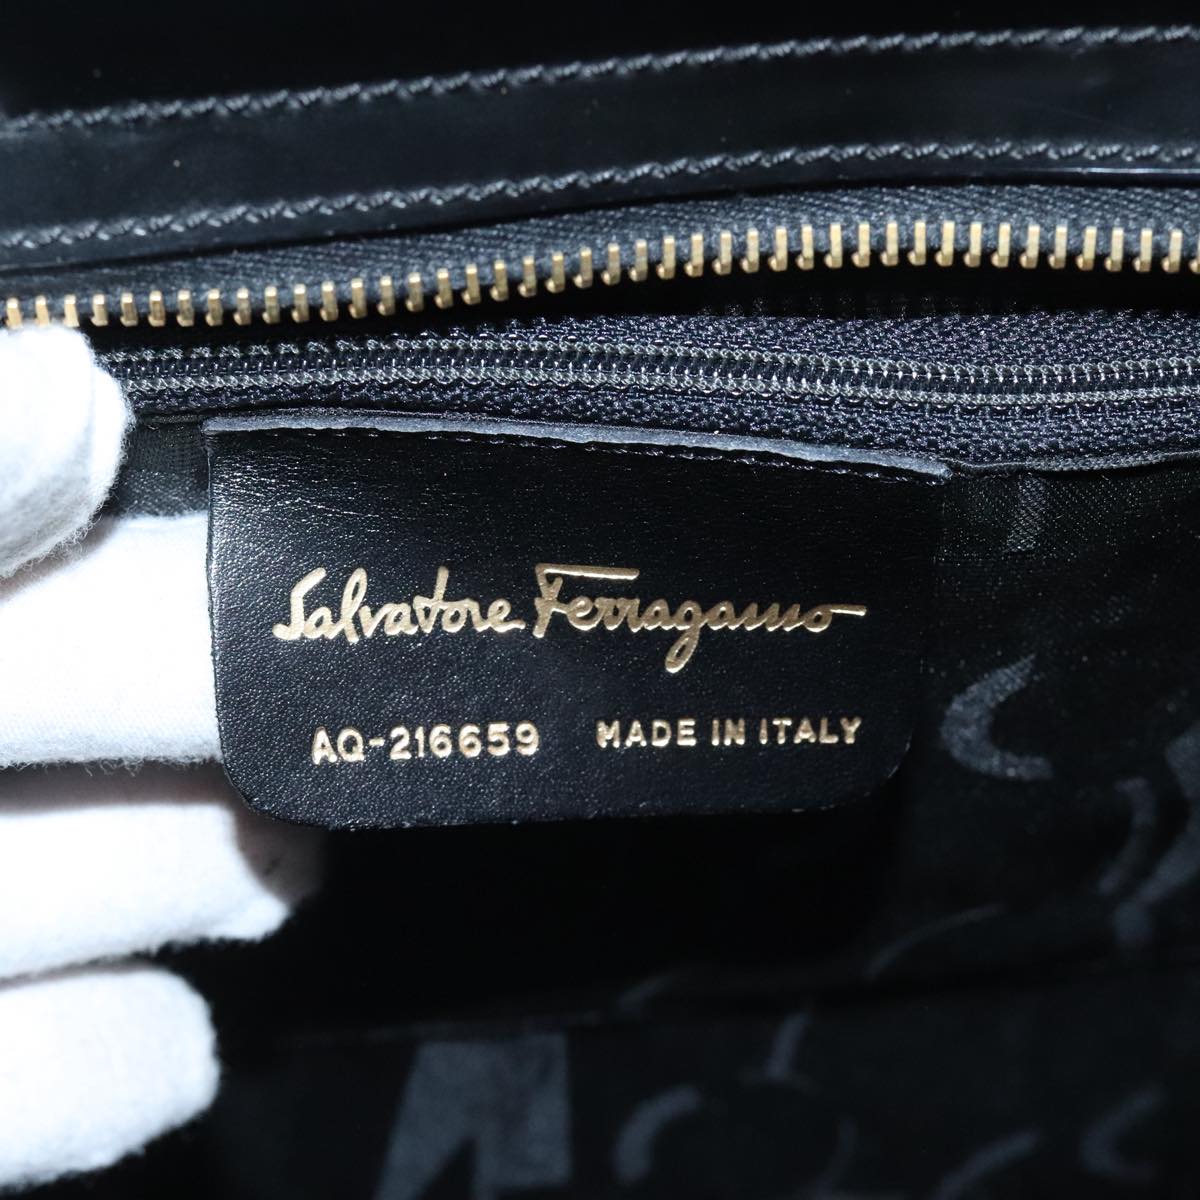 Salvatore Ferragamo
AQ-216659 MADE IN ITALY